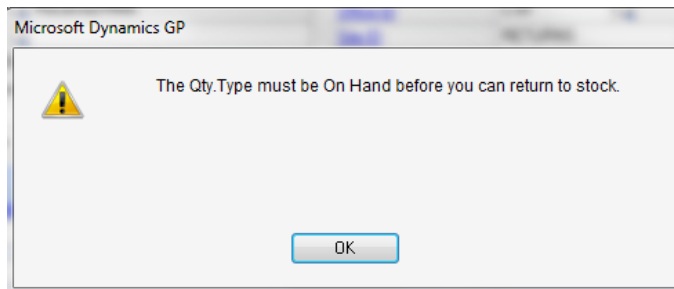 Microsoft Dynamics GP
The Qty.Type must be On Hand before you can return to stock.
OK